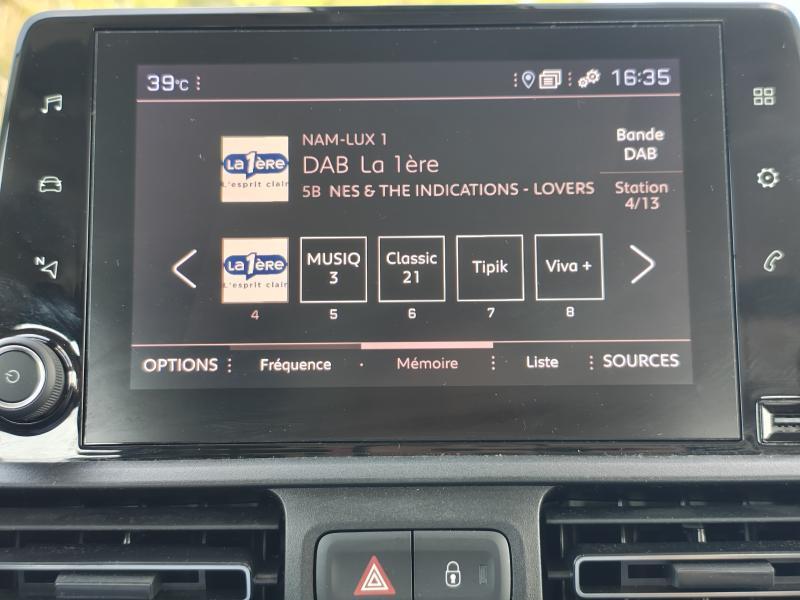 39°C
16:35
NAM-LUX 1
DAB La 1ère
5B NES & THE INDICATIONS - LOVERS
Bande
DAB
Station
4/13
La 1ÈRE
L'esprit clair
La 1ÈRE
L'esprit clair
MUSIQ
3
Classic
21
Tipik
Viva +
4
5
6
7
8
OPTIONS
Fréquence
Mémoire
Liste
SOURCES
N